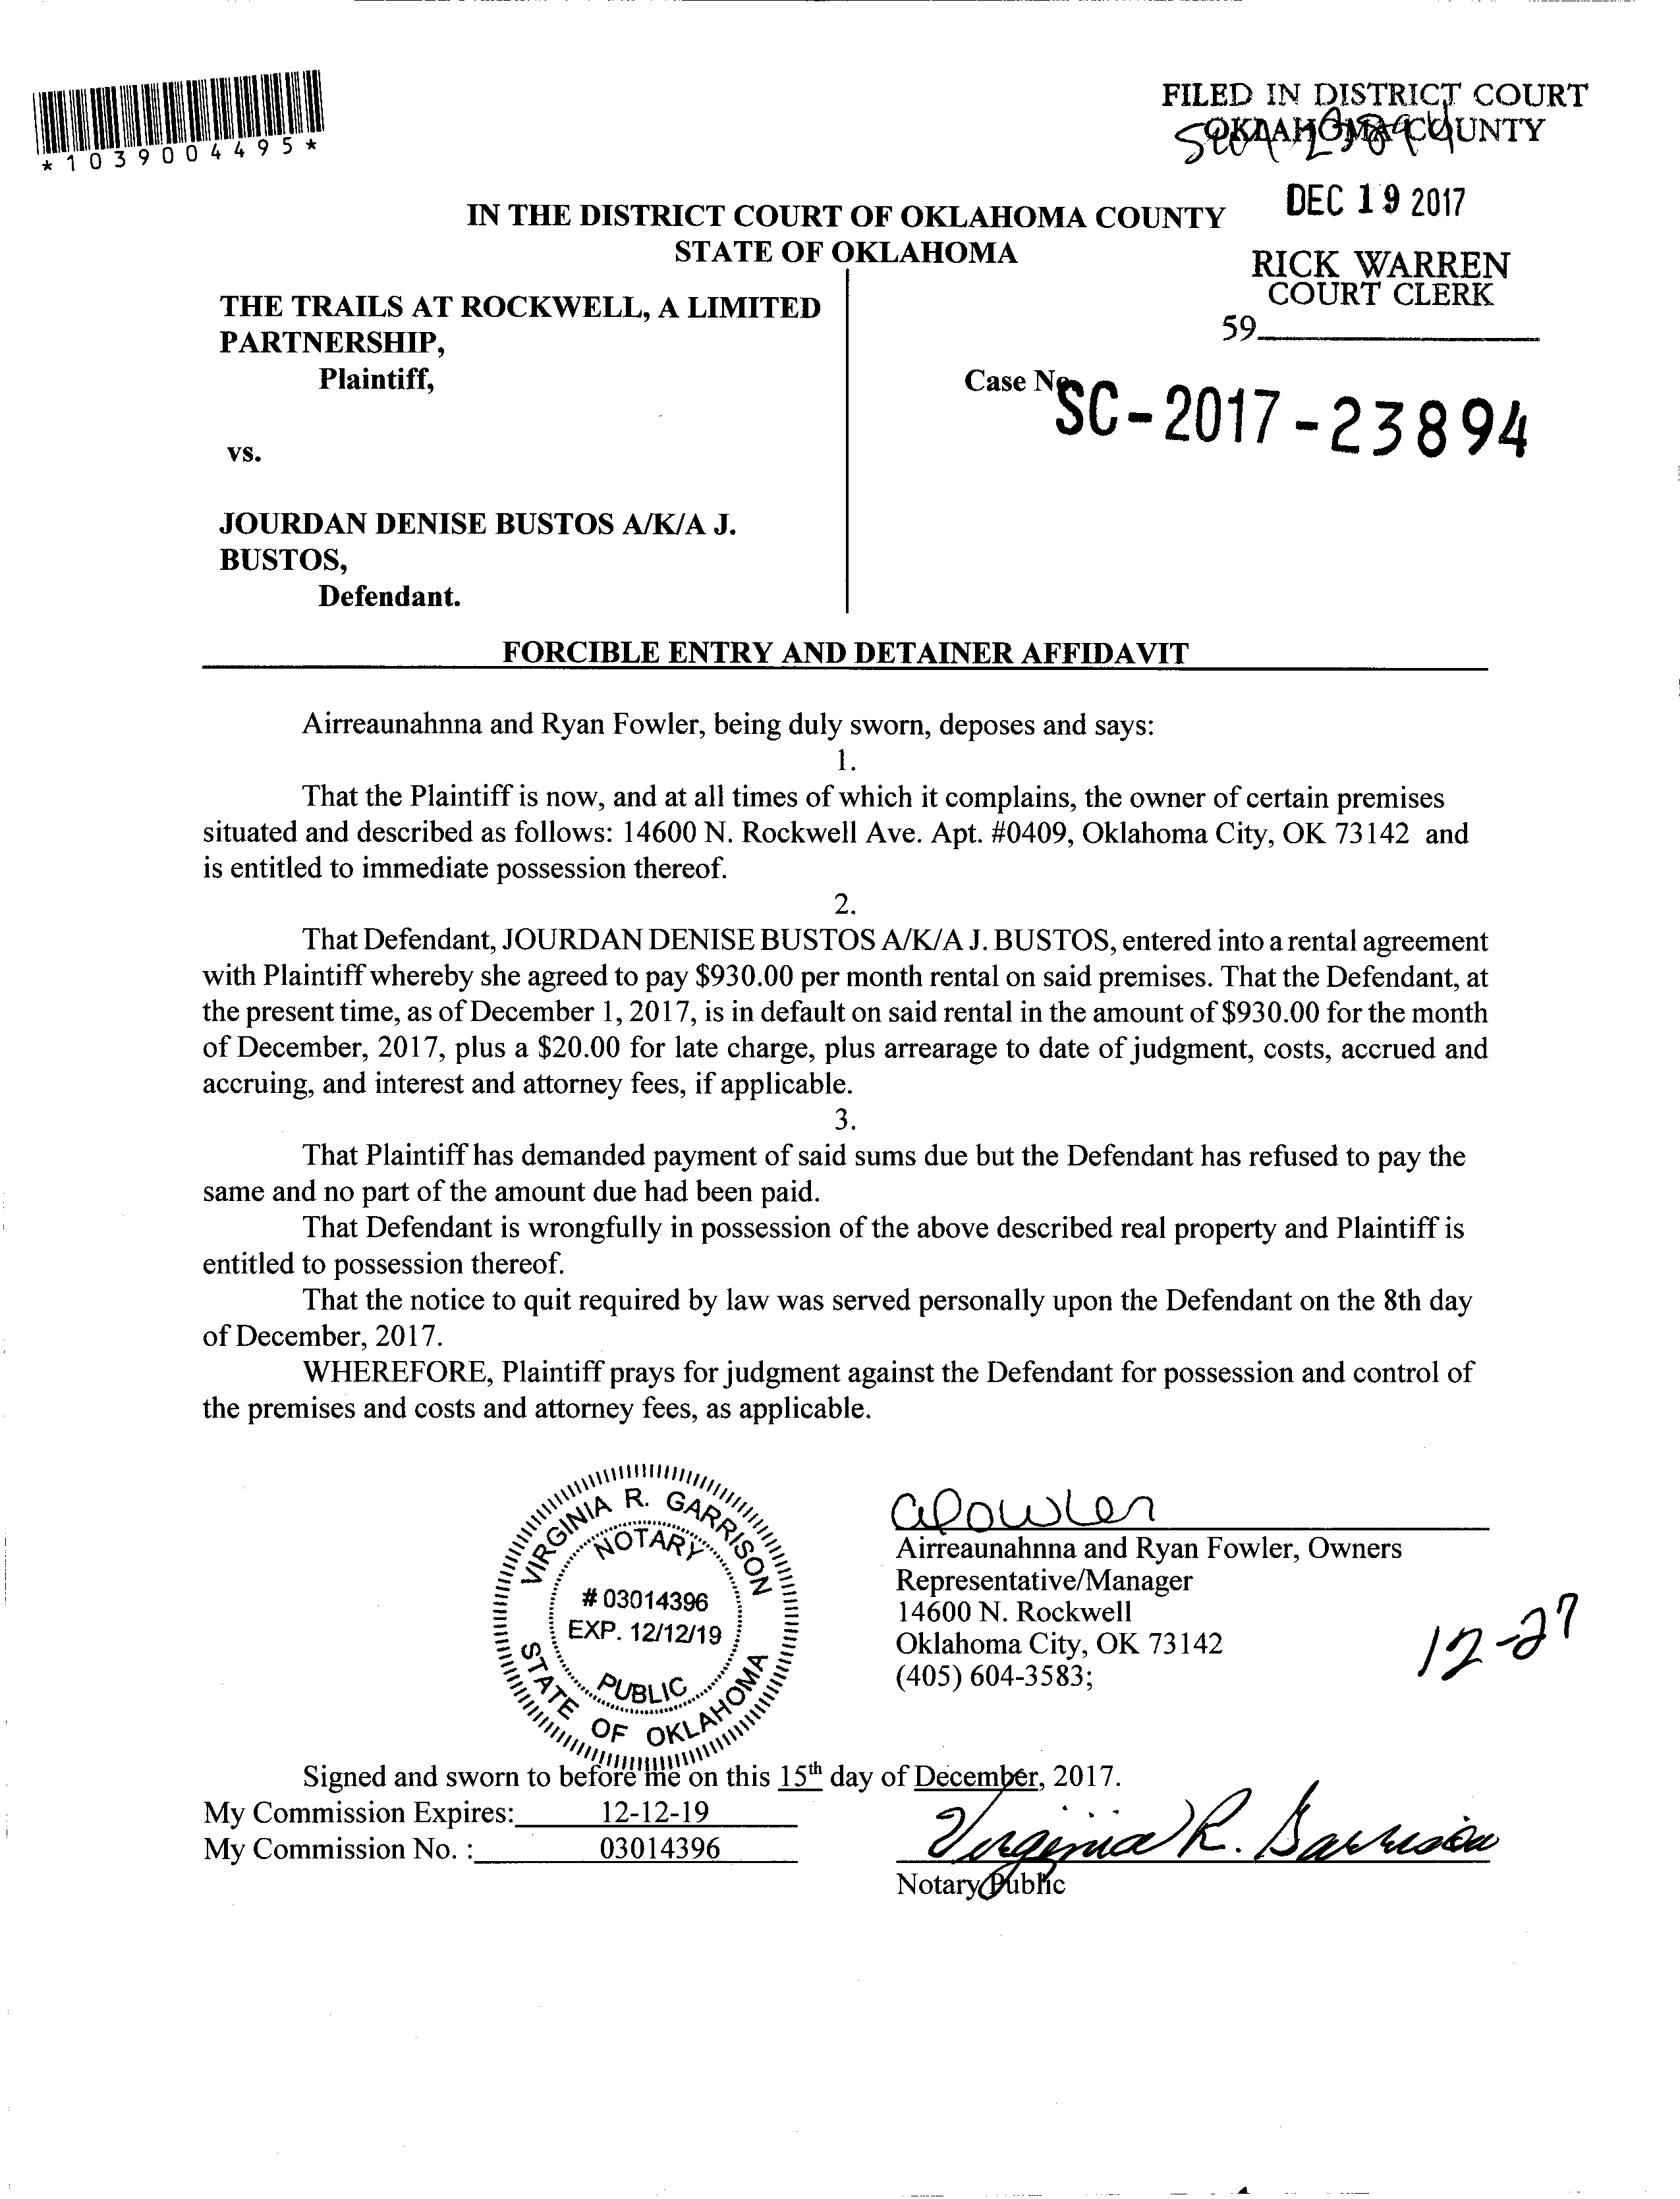 *1039004495*
FILED IN DISTRICT COURT
OKLAHOMA COUNTY
DEC 19 2017
RICK WARREN
COURT CLERK
59
IN THE DISTRICT COURT OF OKLAHOMA COUNTY
STATE OF OKLAHOMA
THE TRAILS AT ROCKWELL, A LIMITED
PARTNERSHIP,
Plaintiff,
vs.
JOURDAN DENISE BUSTOS A/K/A J.
BUSTOS,
Defendant.
Case No.
SC-2017-23894
FORCIBLE ENTRY AND DETAINER AFFIDAVIT
Airreaunahnna and Ryan Fowler, being duly sworn, deposes and says:
1.
That the Plaintiff is now, and at all times of which it complains, the owner of certain premises
situated and described as follows: 14600 N. Rockwell Ave. Apt. #0409, Oklahoma City, OK 73142 and
is entitled to immediate possession thereof.
2.
That Defendant, JOURDAN DENISE BUSTOS A/K/A J. BUSTOS, entered into a rental agreement
with Plaintiff whereby she agreed to pay $930.00 per month rental on said premises. That the Defendant, at
the present time, as of December 1, 2017, is in default on said rental in the amount of $930.00 for the month
of December, 2017, plus a $20.00 for late charge, plus arrearage to date of judgment, costs, accrued and
accruing, and interest and attorney fees, if applicable.
3.
That Plaintiff has demanded payment of said sums due but the Defendant has refused to pay the
same and no part of the amount due had been paid.
That Defendant is wrongfully in possession of the above described real property and Plaintiff is
entitled to possession thereof.
That the notice to quit required by law was served personally upon the Defendant on the 8th day
of December, 2017.
WHEREFORE, Plaintiff prays for judgment against the Defendant for possession and control of
the premises and costs and attorney fees, as applicable.
VIRGINIA R. GARRISON
NOTARY
# 03014396
EXP. 12/12/19
PUBLIC
STATE OF OKLAHOMA
afowler
Airreaunahnna and Ryan Fowler, Owners
Representative/Manager
14600 N. Rockwell
Oklahoma City, OK 73142
(405) 604-3583;
12-27
Signed and sworn to before me on this 15th day of December, 2017.
My Commission Expires: 12-12-19
My Commission No. : 03014396
Virginia R. Garrison
Notary Public